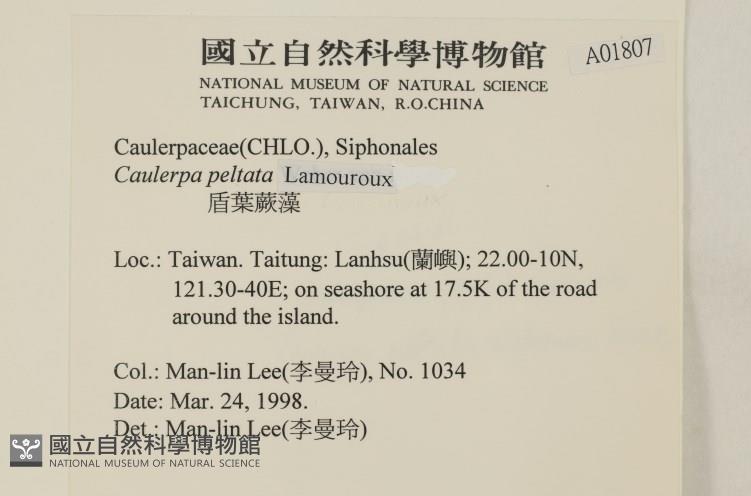 國立自然科學博物館
A01807
NATIONAL MUSEUM OF NATURAL SCIENCE
TAICHUNG, TAIWAN, R.O.CHINA
Caulerpaceae(CHLO.), Siphonales
Caulerpa peltata Lamouroux
盾葉蕨藻
Loc.: Taiwan. Taitung: Lanhsu(蘭嶼); 22.00-10N,
121.30-40E; on seashore at 17.5K of the road
around the island.
Col.: Man-lin Lee(李曼玲), No. 1034
Date: Mar. 24, 1998.
Det.: Man-lin Lee(李曼玲)
國立自然科學博物館
NATIONAL MUSEUM OF NATURAL SCIENCE